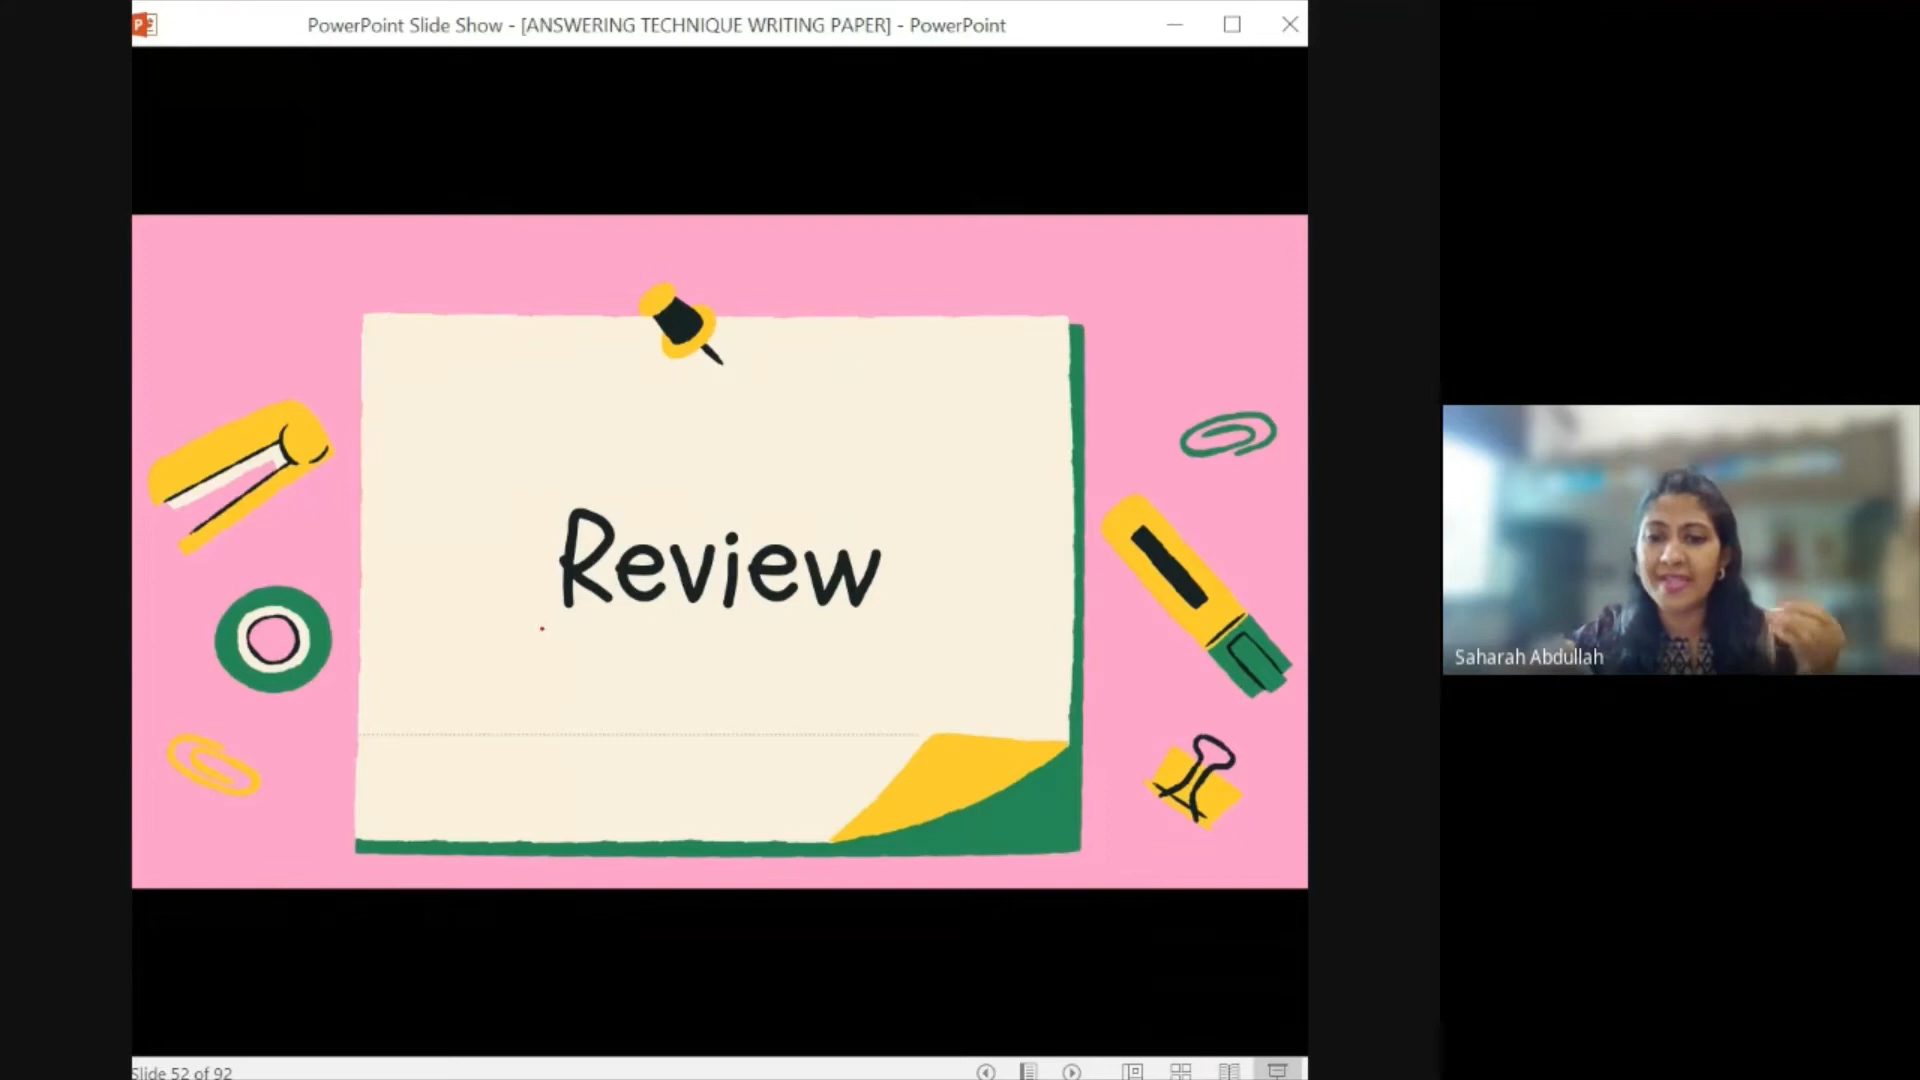 PowerPoint Slide Show - [ANSWERING TECHNIQUE WRITING PAPER] - PowerPoint
Review
Saharah Abdullah
Slide 52 of 92